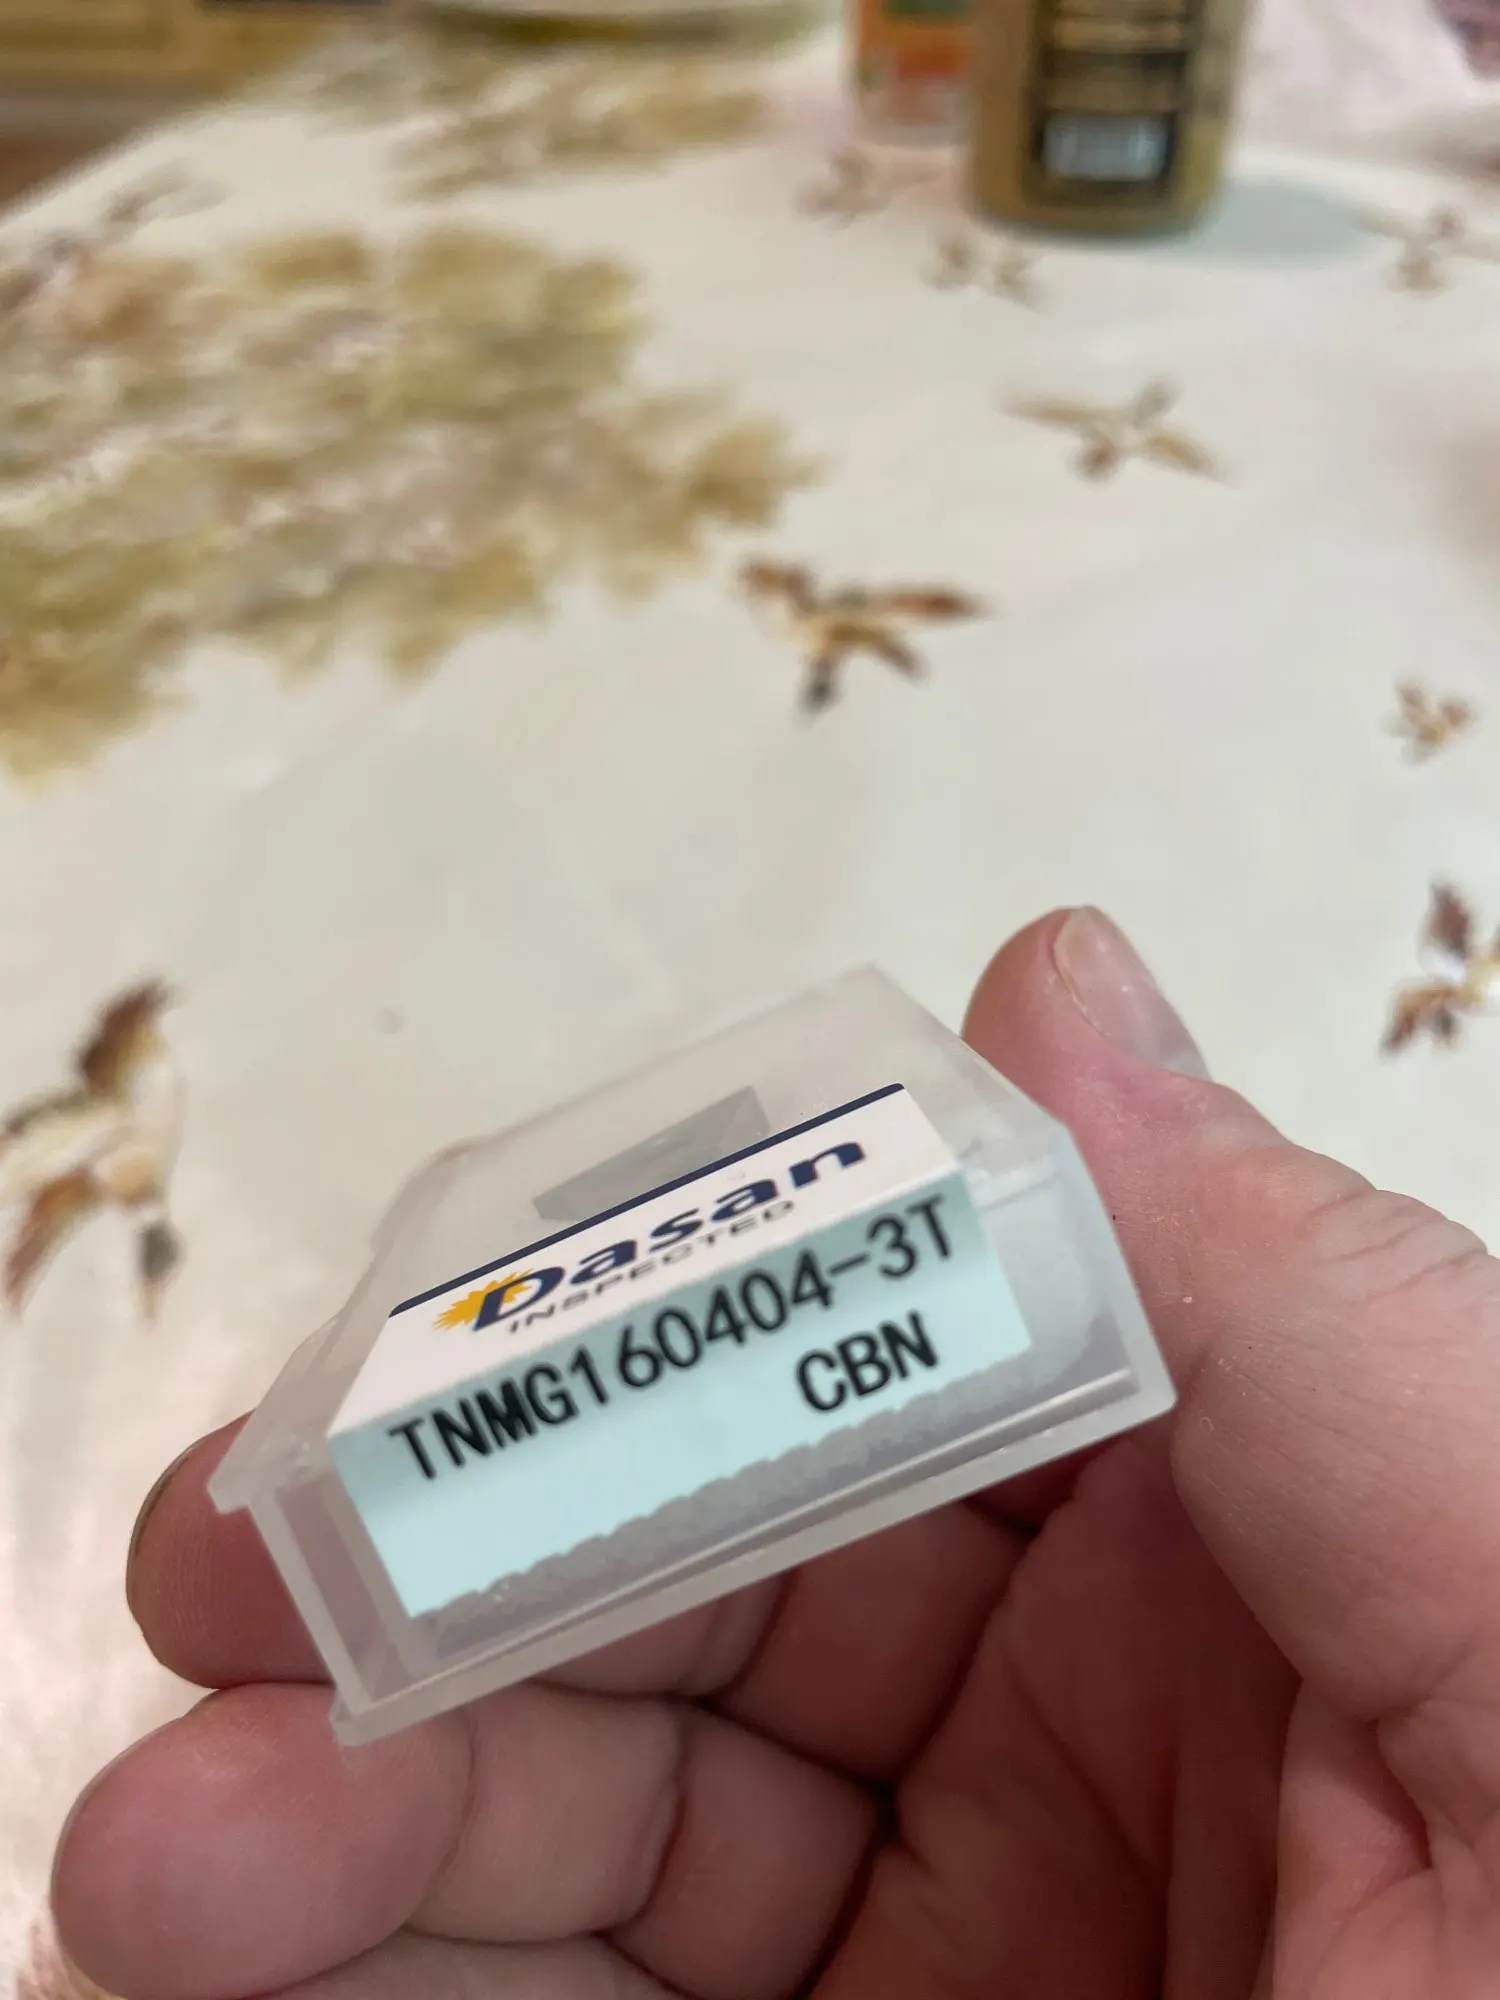 Dasan
INSPECTED
TNMG160404-3T
CBN